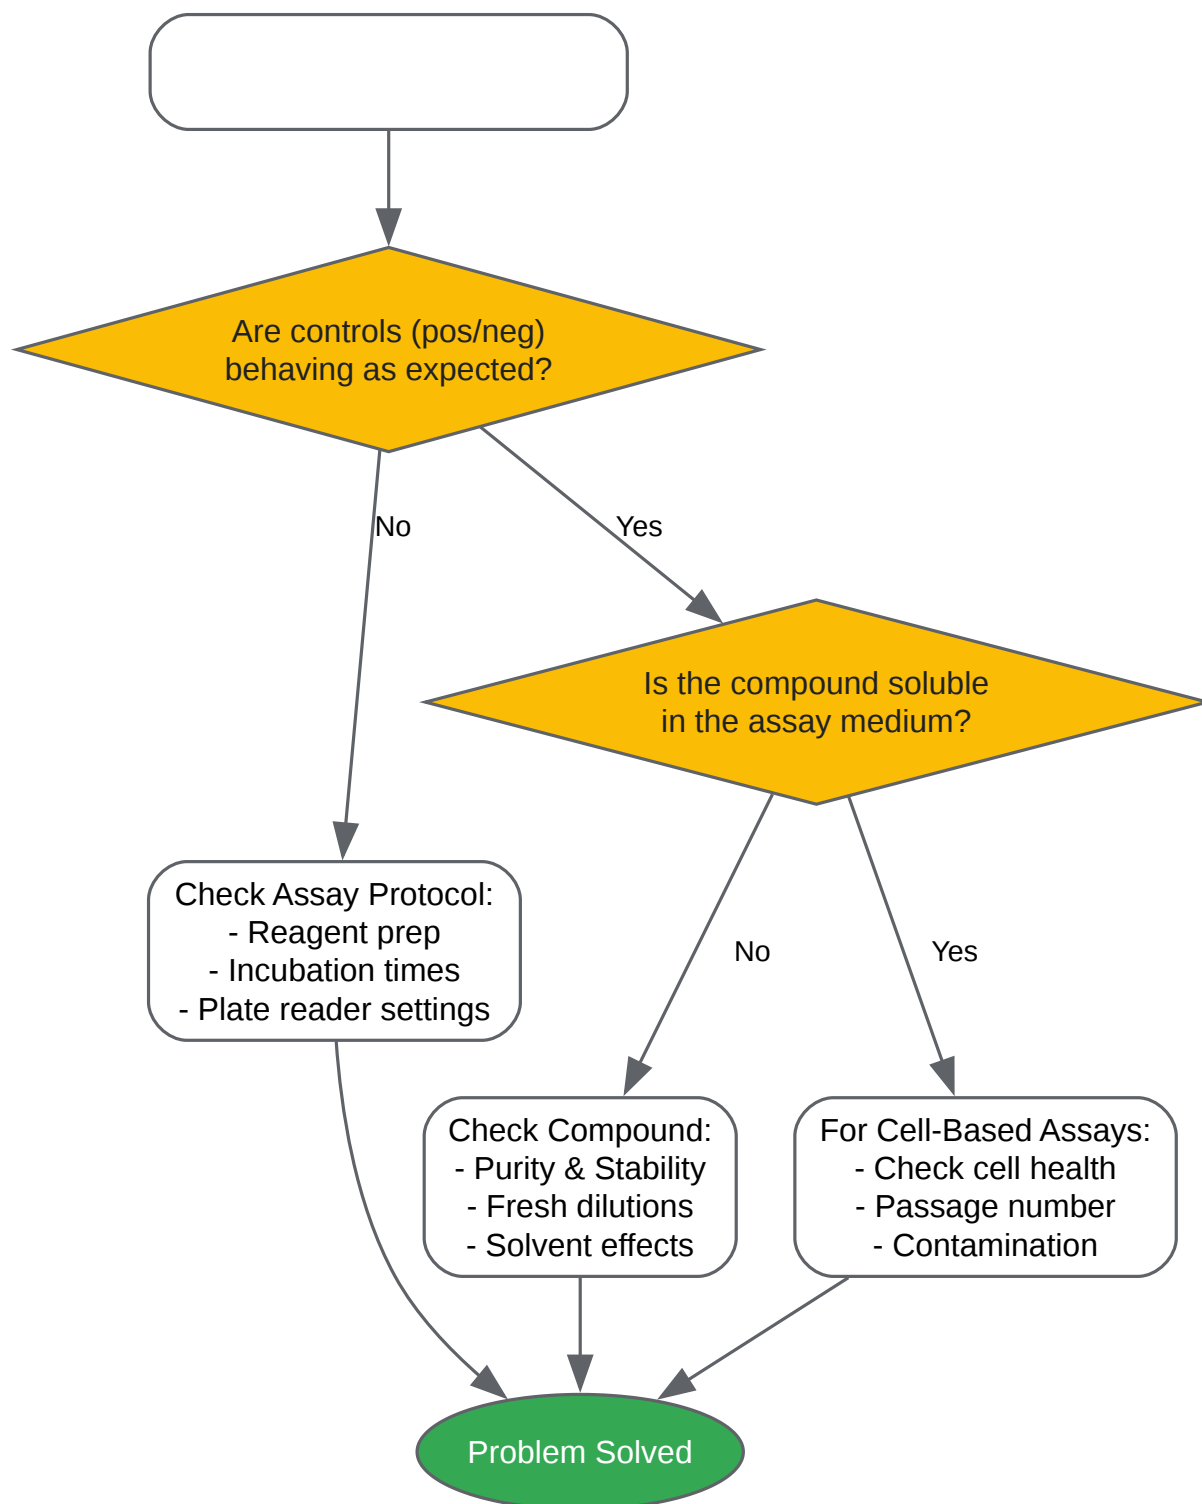 Are controls (pos/neg)
behaving as expected?
No
Yes
Is the compound soluble
in the assay medium?
Check Assay Protocol:
- Reagent prep
- Incubation times
- Plate reader settings
No
Yes
Check Compound:
- Purity & Stability
- Fresh dilutions
- Solvent effects
For Cell-Based Assays:
- Check cell health
- Passage number
- Contamination
Problem Solved